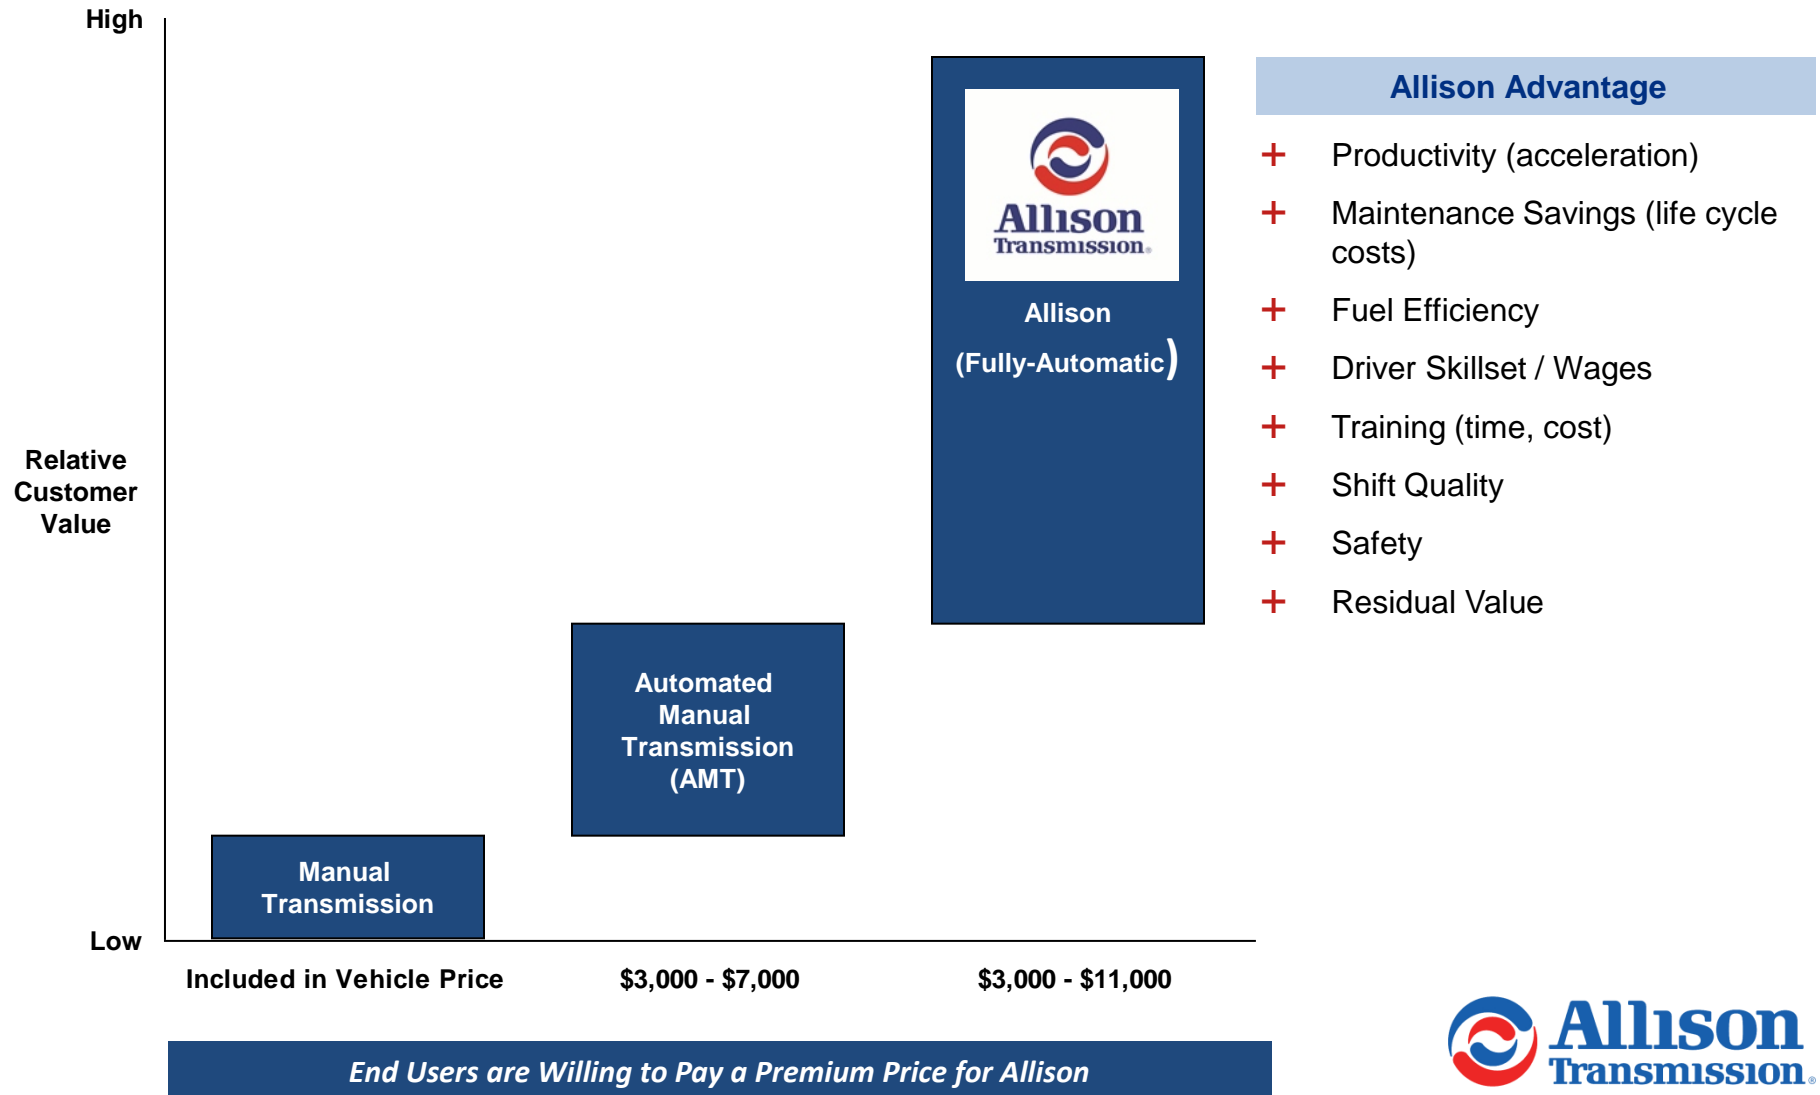 High
Relative
Customer
Value
Low
Allison
Transmission®
Allison
(Fully-Automatic)
Automated
Manual
Transmission
(AMT)
Manual
Transmission
Included in Vehicle Price
$3,000 - $7,000
$3,000 - $11,000
Allison Advantage
+ Productivity (acceleration)
+ Maintenance Savings (life cycle
costs)
+ Fuel Efficiency
+ Driver Skillset / Wages
+ Training (time, cost)
+ Shift Quality
+ Safety
+ Residual Value
End Users are Willing to Pay a Premium Price for Allison
Allison
Transmission®